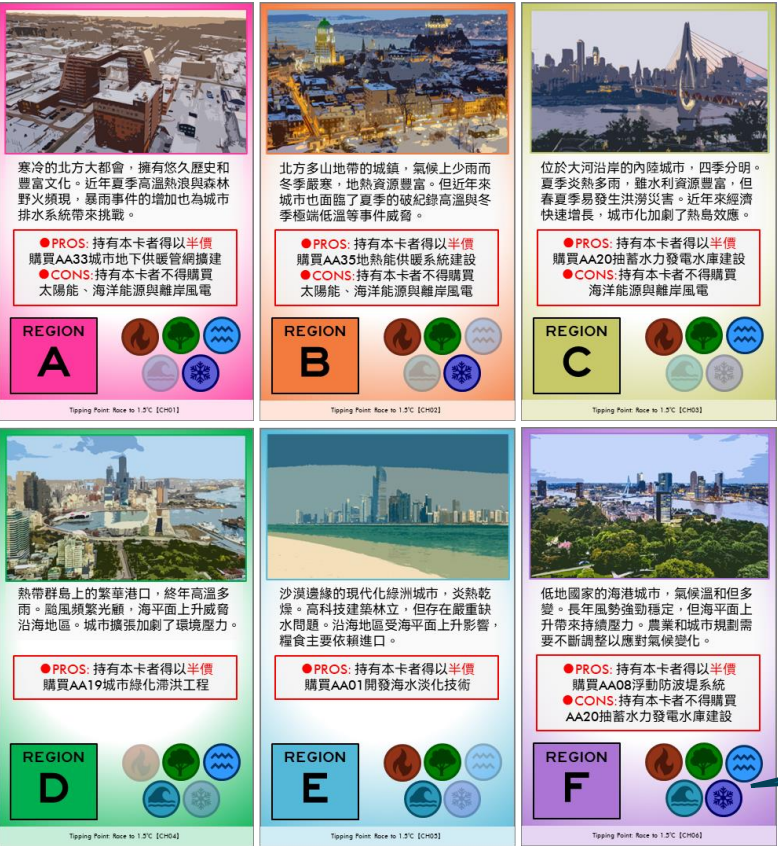 寒冷的北方大都會，擁有悠久歷史和
豐富文化。近年夏季高溫熱浪與森林
野火頻現，暴雨事件的增加也為城市
排水系統帶來挑戰。
●PROS: 持有本卡者得以半價
購買AA33城市地下供暖管網擴建
●CONS: 持有本卡者不得購買
太陽能、海洋能源與離岸風電
REGION
A
Tipping Point: Race to 1.5°C【CH01】
北方多山地帶的城鎮，氣候上少雨而
冬季嚴寒，地熱資源豐富。但近年來
城市也面臨了夏季的破紀錄高溫與冬
季極端低溫等事件威脅。
●PROS: 持有本卡者得以半價
購買AA35地熱能供暖系統建設
●CONS: 持有本卡者不得購買
太陽能、海洋能源與離岸風電
REGION
B
Tipping Point: Race to 1.5°C【CH02】
位於大河沿岸的內陸城市，四季分明。
夏季炎熱多雨，雖水利資源豐富，但
春夏季易發生洪澇災害。近年來經濟
快速增長，城市化加劇了熱島效應。
●PROS: 持有本卡者得以半價
購買AA20抽蓄水力發電水庫建設
●CONS: 持有本卡者不得購買
海洋能源與離岸風電
REGION
C
Tipping Point: Race to 1.5°C【CH03】
熱帶群島上的繁華港口，終年高溫多
雨。颱風頻繁光顧，海平面上升威脅
沿海地區。城市擴張加劇了環境壓力。
●PROS: 持有本卡者得以半價
購買AA19城市綠化滯洪工程
REGION
D
Tipping Point: Race to 1.5°C【CH04】
沙漠邊緣的現代化綠洲城市，炎熱乾
燥。高科技建築林立，但存在嚴重缺
水問題。沿海地區受海平面上升影響，
糧食主要依賴進口。
●PROS: 持有本卡者得以半價
購買AA01開發海水淡化技術
REGION
E
Tipping Point: Race to 1.5°C【CH05】
低地國家的海港城市，氣候溫和但多
變。長年風勢強勁穩定，但海平面上
升帶來持續壓力。農業和城市規劃需
要不斷調整以應對氣候變化。
●PROS: 持有本卡者得以半價
購買AA08浮動防波堤系統
●CONS: 持有本卡者不得購買
AA20抽蓄水力發電水庫建設
REGION
F
Tipping Point: Race to 1.5°C【CH06】